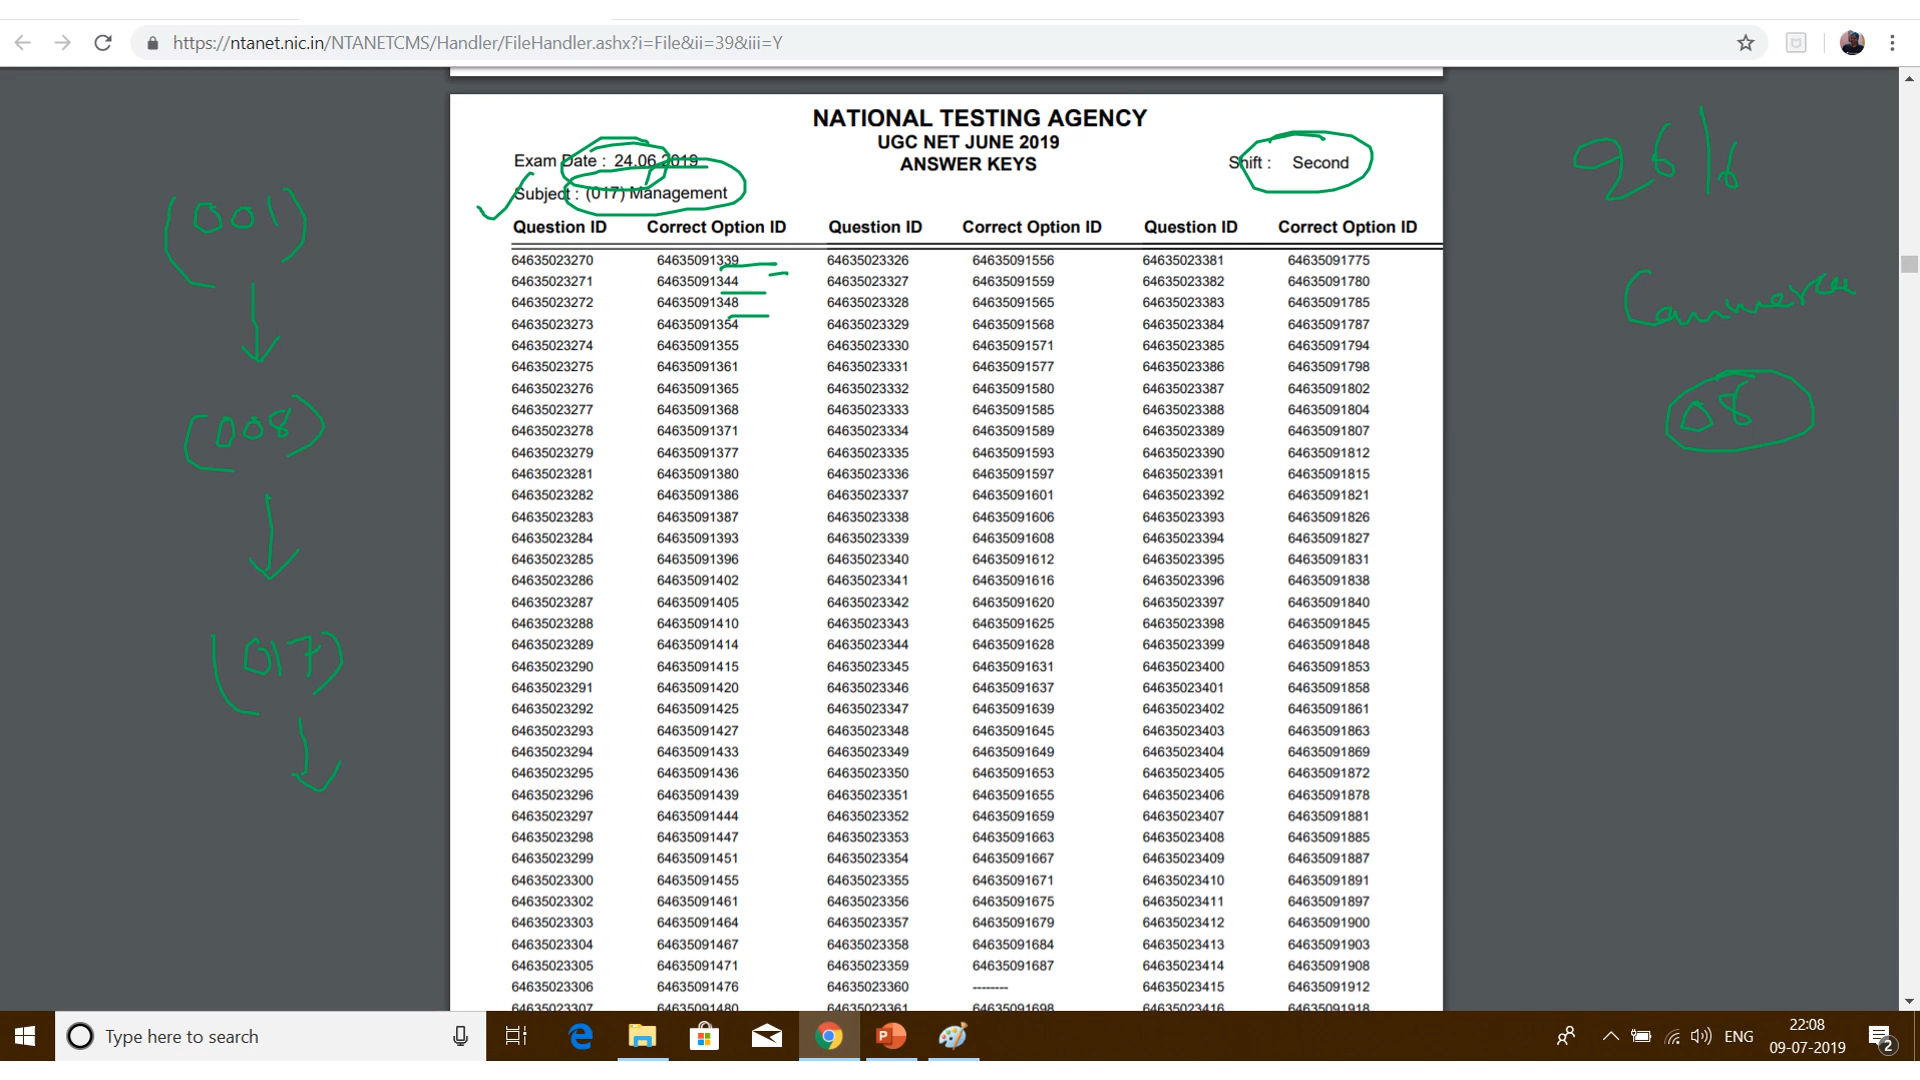 https://ntanet.nic.in/NTANETCMS/Handler/FileHandler.ashx?i=File&ii=39&iii=Y
NATIONAL TESTING AGENCY
UGC NET JUNE 2019
ANSWER KEYS
Exam Date : 24.06.2019
Shift : Second
Subject : (017) Management
Question ID Correct Option ID Question ID Correct Option ID Question ID Correct Option ID
64635023270 64635091339 64635023326 64635091556 64635023381 64635091775
64635023271 64635091344 64635023327 64635091559 64635023382 64635091780
64635023272 64635091348 64635023328 64635091565 64635023383 64635091785
64635023273 64635091354 64635023329 64635091568 64635023384 64635091787
64635023274 64635091355 64635023330 64635091571 64635023385 64635091794
64635023275 64635091361 64635023331 64635091577 64635023386 64635091798
64635023276 64635091365 64635023332 64635091580 64635023387 64635091802
64635023277 64635091368 64635023333 64635091585 64635023388 64635091804
64635023278 64635091371 64635023334 64635091589 64635023389 64635091807
64635023279 64635091377 64635023335 64635091593 64635023390 64635091812
64635023281 64635091380 64635023336 64635091597 64635023391 64635091815
64635023282 64635091386 64635023337 64635091601 64635023392 64635091821
64635023283 64635091387 64635023338 64635091606 64635023393 64635091826
64635023284 64635091393 64635023339 64635091608 64635023394 64635091827
64635023285 64635091396 64635023340 64635091612 64635023395 64635091831
64635023286 64635091402 64635023341 64635091616 64635023396 64635091838
64635023287 64635091405 64635023342 64635091620 64635023397 64635091840
64635023288 64635091410 64635023343 64635091625 64635023398 64635091845
64635023289 64635091414 64635023344 64635091628 64635023399 64635091848
64635023290 64635091415 64635023345 64635091631 64635023400 64635091853
64635023291 64635091420 64635023346 64635091637 64635023401 64635091858
64635023292 64635091425 64635023347 64635091639 64635023402 64635091861
64635023293 64635091427 64635023348 64635091645 64635023403 64635091863
64635023294 64635091433 64635023349 64635091649 64635023404 64635091869
64635023295 64635091436 64635023350 64635091653 64635023405 64635091872
64635023296 64635091439 64635023351 64635091655 64635023406 64635091878
64635023297 64635091444 64635023352 64635091659 64635023407 64635091881
64635023298 64635091447 64635023353 64635091663 64635023408 64635091885
64635023299 64635091451 64635023354 64635091667 64635023409 64635091887
64635023300 64635091455 64635023355 64635091671 64635023410 64635091891
64635023302 64635091461 64635023356 64635091675 64635023411 64635091897
64635023303 64635091464 64635023357 64635091679 64635023412 64635091900
64635023304 64635091467 64635023358 64635091684 64635023413 64635091903
64635023305 64635091471 64635023359 64635091687 64635023414 64635091908
64635023306 64635091476 64635023360 -------- 64635023415 64635091912
64635023307 64635091480 64635023361 64635091698 64635023416 64635091918
(001)
(008)
(017)
26/6
Commerce
08
Type here to search
ENG
22:08
09-07-2019
2